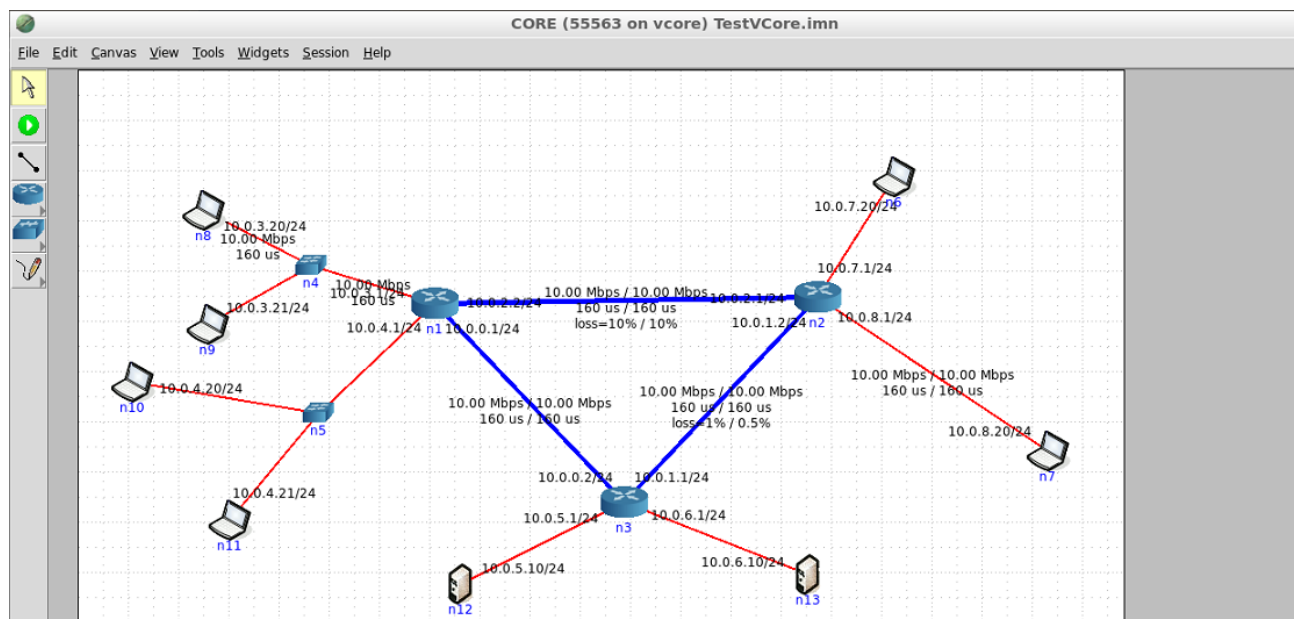 CORE (55563 on vcore) TestVCore.imn
File Edit Canvas View Tools Widgets Session Help
n6
10.0.7.20/24
n8
10.0.3.20/24
10.00 Mbps
160 us
n4
10.0.7.1/24
10.00 Mbps
10.0.3.1/24
160 us
10.00 Mbps / 10.00 Mbps
160 us / 160 us
loss=10% / 10%
10.0.2.2/24
10.0.2.1/24
n9
10.0.3.21/24
10.0.4.1/24
n1
10.0.0.1/24
10.0.1.2/24
n2
10.0.8.1/24
n10
10.0.4.20/24
n5
10.00 Mbps / 10.00 Mbps
160 us / 160 us
10.00 Mbps / 10.00 Mbps
160 us / 160 us
loss=1% / 0.5%
10.00 Mbps / 10.00 Mbps
160 us / 160 us
10.0.8.20/24
n7
10.0.4.21/24
n11
10.0.0.2/24
10.0.1.1/24
n3
10.0.5.1/24
10.0.6.1/24
10.0.5.10/24
n12
10.0.6.10/24
n13